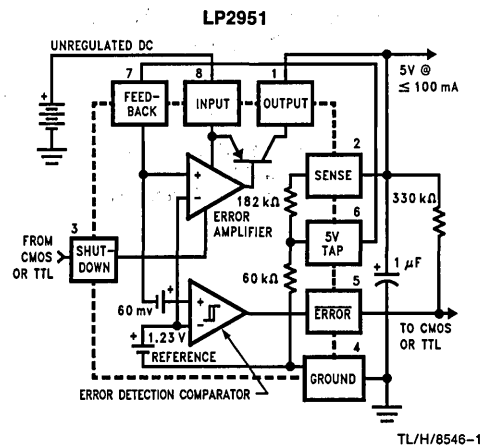 LP2951
UNREGULATED DC
7
8
1
5V @
≤ 100 mA
FEED-
BACK
INPUT
OUTPUT
+
2
SENSE
182 kΩ
330 kΩ
+
−
ERROR
AMPLIFIER
6
5V
TAP
3
FROM
CMOS
OR TTL
SHUT-
DOWN
60 kΩ
+
1 µF
5
ERROR
60 mv
+
+
−
TO CMOS
OR TTL
+
1.23 V
REFERENCE
4
GROUND
ERROR DETECTION COMPARATOR
TL/H/8546-1